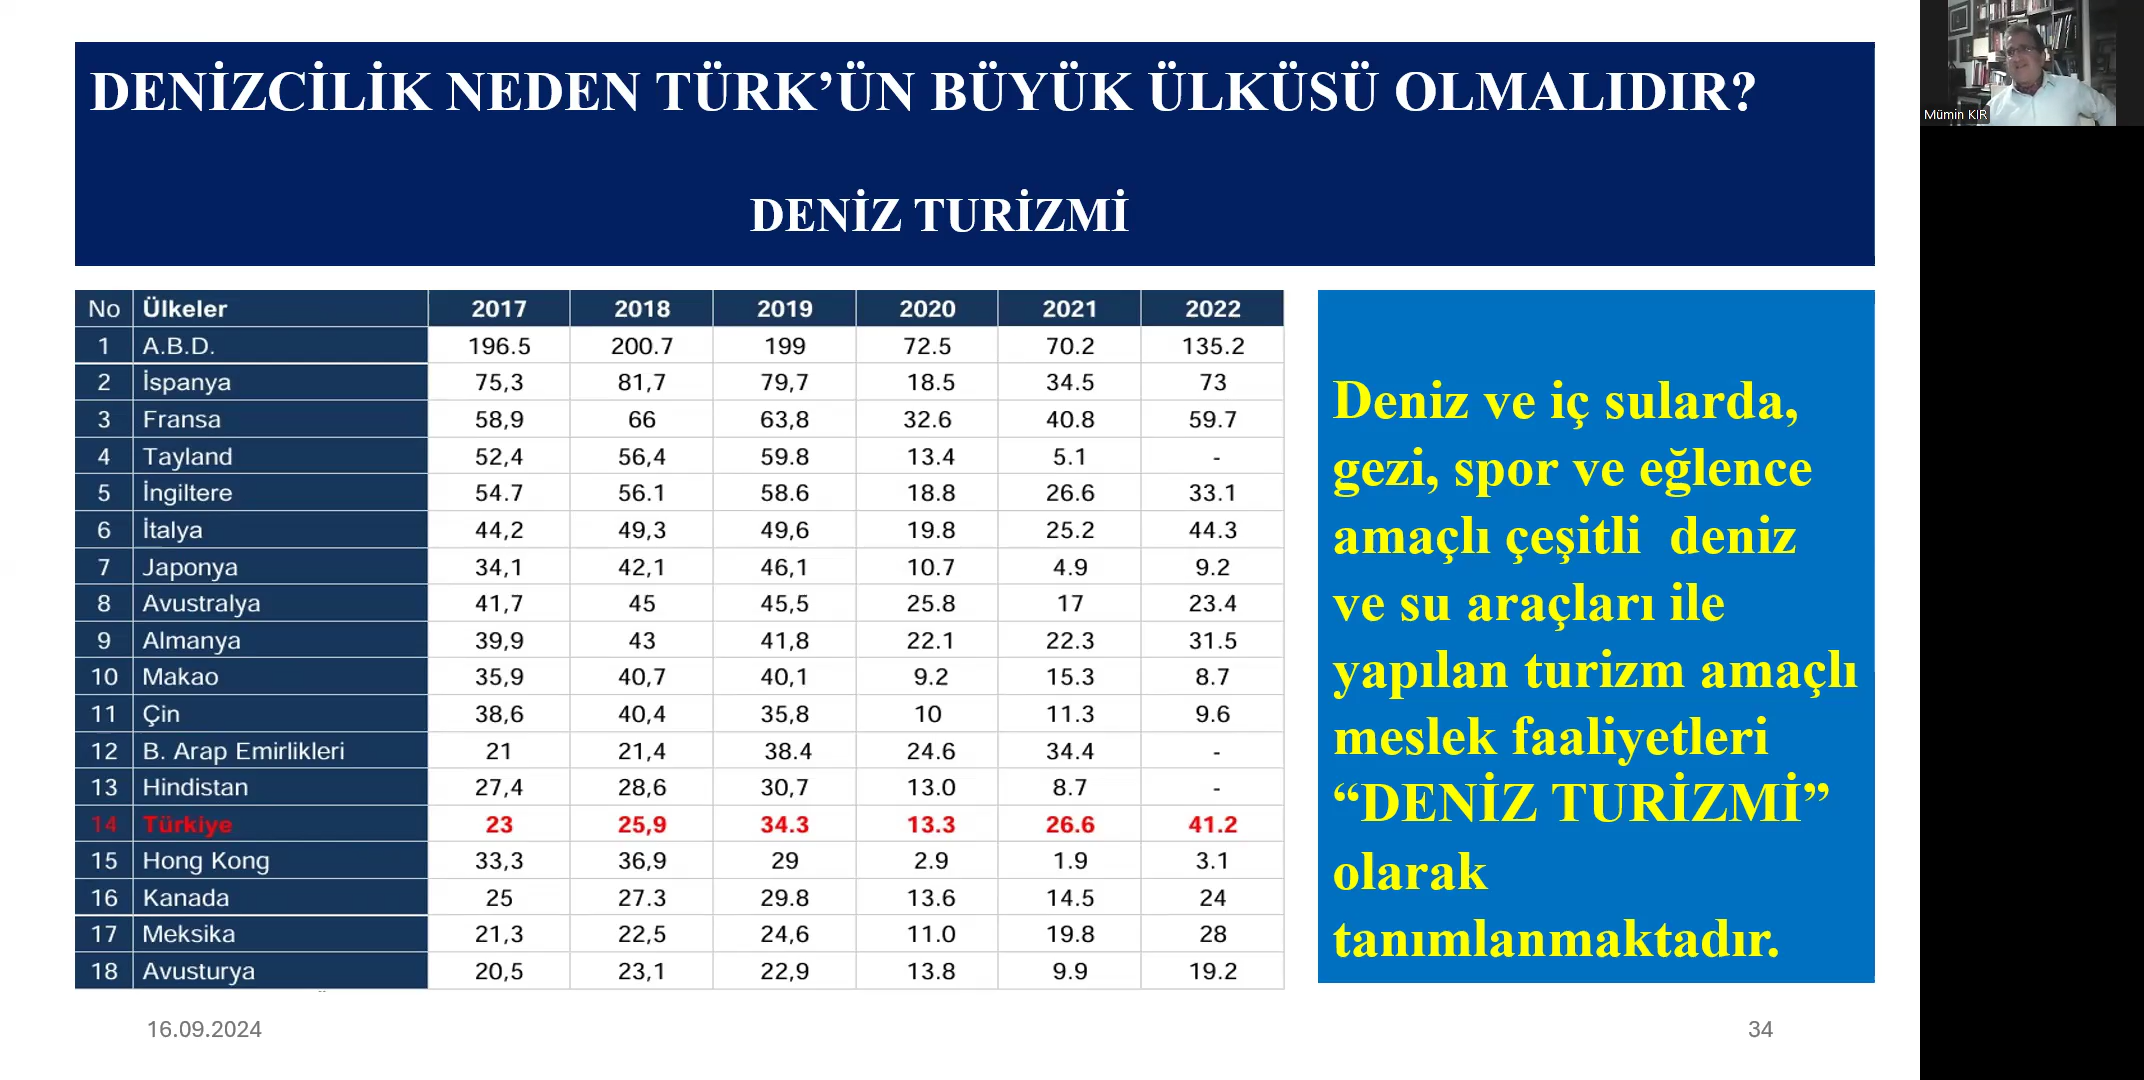 DENİZCİLİK NEDEN TÜRK’ÜN BÜYÜK ÜLKÜSÜ OLMALIDIR?
DENİZ TURİZMİ
No Ülkeler 2017 2018 2019 2020 2021 2022
1 A.B.D. 196.5 200.7 199 72.5 70.2 135.2
2 İspanya 75,3 81,7 79,7 18.5 34.5 73
3 Fransa 58,9 66 63,8 32.6 40.8 59.7
4 Tayland 52,4 56,4 59.8 13.4 5.1 -
5 İngiltere 54.7 56.1 58.6 18.8 26.6 33.1
6 İtalya 44,2 49,3 49,6 19.8 25.2 44.3
7 Japonya 34,1 42,1 46,1 10.7 4.9 9.2
8 Avustralya 41,7 45 45,5 25.8 17 23.4
9 Almanya 39,9 43 41,8 22.1 22.3 31.5
10 Makao 35,9 40,7 40,1 9.2 15.3 8.7
11 Çin 38,6 40,4 35,8 10 11.3 9.6
12 B. Arap Emirlikleri 21 21,4 38.4 24.6 34.4 -
13 Hindistan 27,4 28,6 30,7 13.0 8.7 -
14 Türkiye 23 25,9 34.3 13.3 26.6 41.2
15 Hong Kong 33,3 36,9 29 2.9 1.9 3.1
16 Kanada 25 27.3 29.8 13.6 14.5 24
17 Meksika 21,3 22,5 24,6 11.0 19.8 28
18 Avusturya 20,5 23,1 22,9 13.8 9.9 19.2
Deniz ve iç sularda,
gezi, spor ve eğlence
amaçlı çeşitli deniz
ve su araçları ile
yapılan turizm amaçlı
meslek faaliyetleri
“DENİZ TURİZMİ”
olarak
tanımlanmaktadır.
16.09.2024
34
Mümin KIR